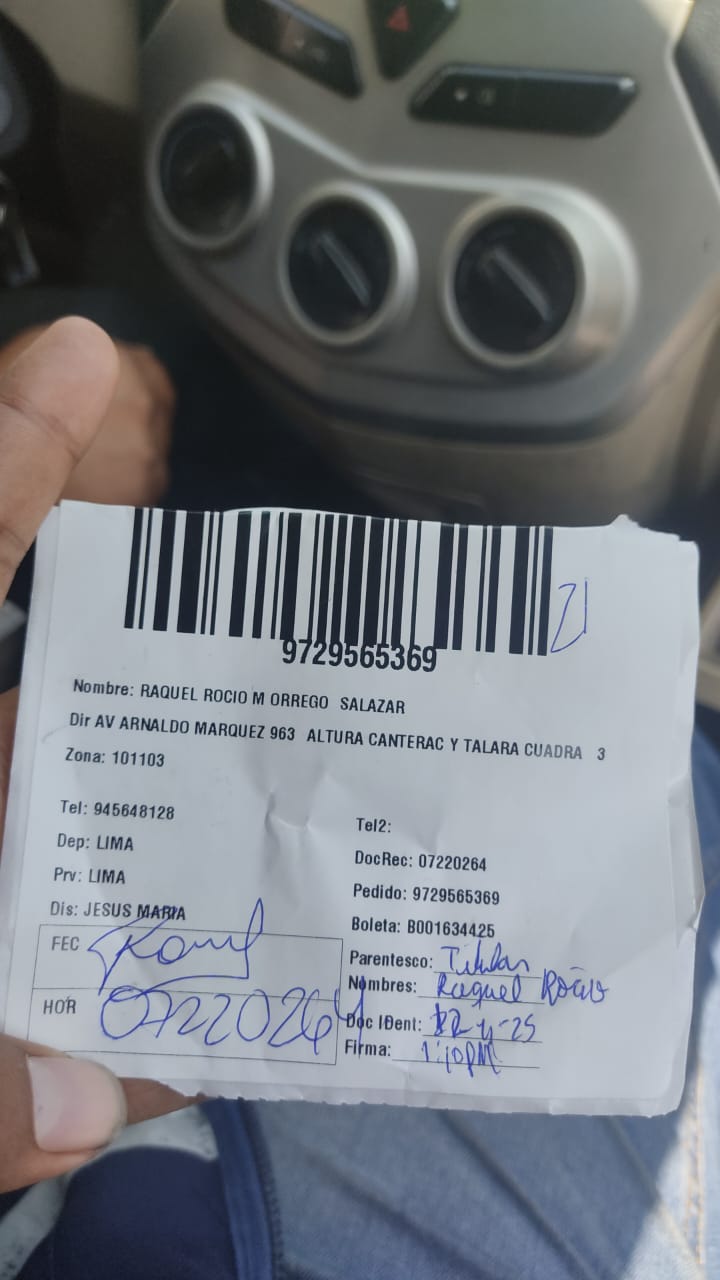 21
9729565369
Nombre: RAQUEL ROCIO M ORREGO SALAZAR
Dir AV ARNALDO MARQUEZ 963 ALTURA CANTERAC Y TALARA CUADRA 3
Zona: 101103
Tel: 945648128
Tel2:
Dep: LIMA
DocRec: 07220264
Prv: LIMA
Pedido: 9729565369
Dis: JESUS MARIA
Boleta: B001634425
FEC
Parentesco: Titular
Nombres: Raquel Rocio
HOR 07220264
Doc IDent: 22-4-25
Firma: 1:10PM